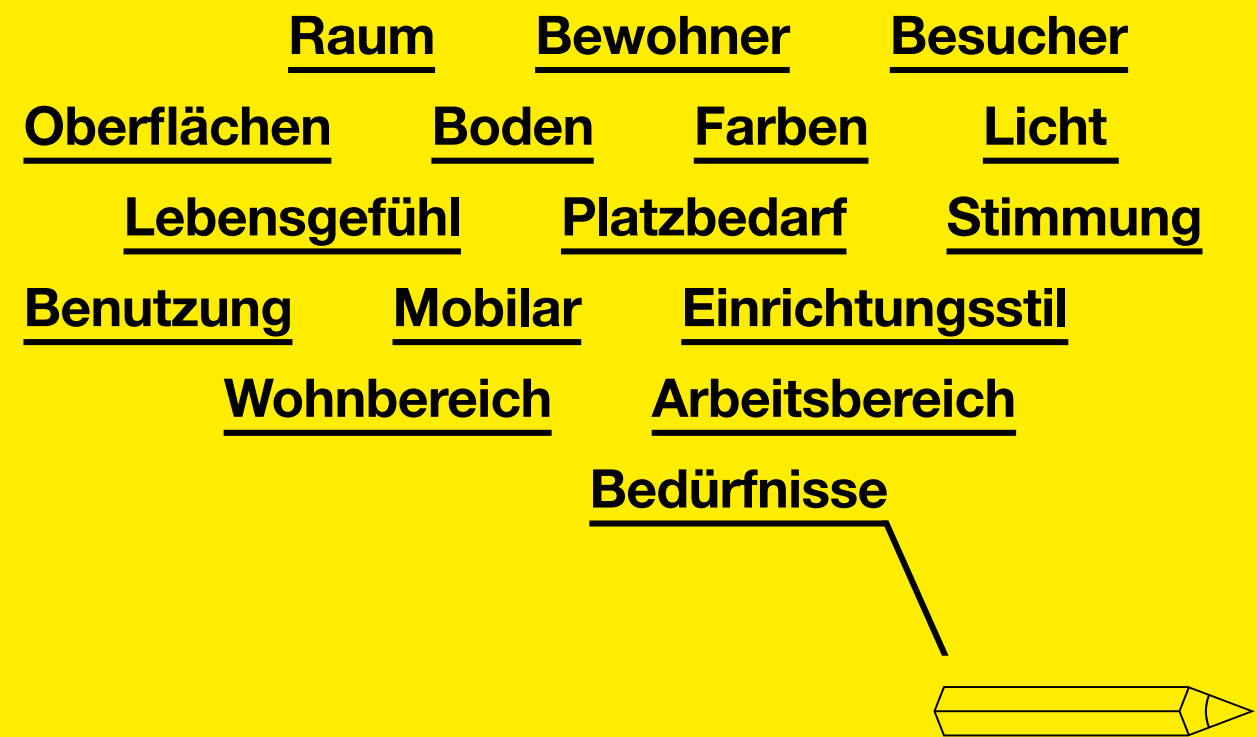 Raum Bewohner Besucher
Oberflächen Boden Farben Licht
Lebensgefühl Platzbedarf Stimmung
Benutzung Mobilar Einrichtungsstil
Wohnbereich Arbeitsbereich
Bedürfnisse